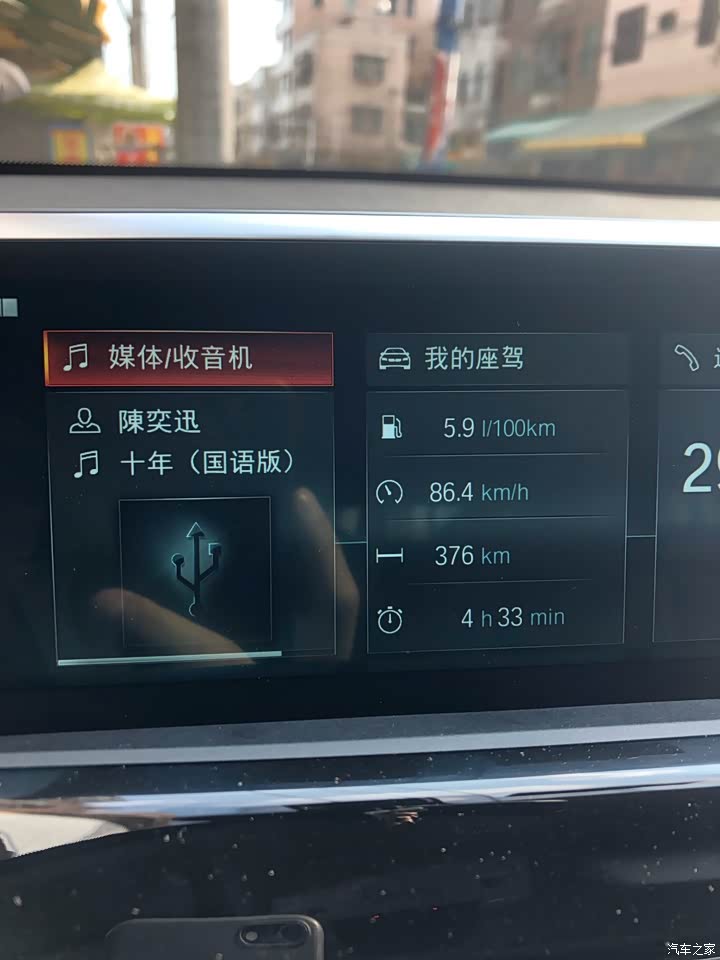 媒体/收音机
陳奕迅
十年（国语版）
我的座驾
5.9 l/100km
86.4 km/h
376 km
4 h 33 min
汽车之家